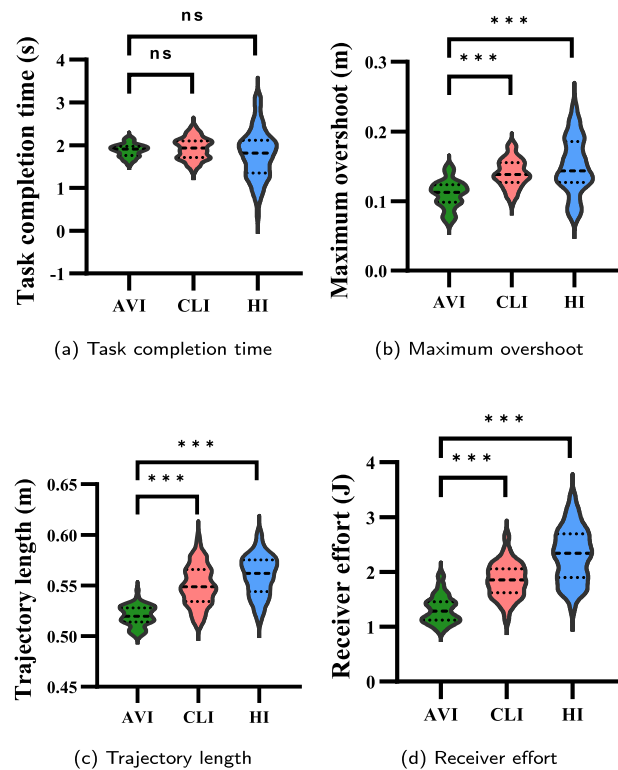 ns
ns
Task completion time (s)
4
3
2
1
0
-1
AVI
CLI
HI
(a) Task completion time
***
***
Maximum overshoot (m)
0.3
0.2
0.1
0.0
AVI
CLI
HI
(b) Maximum overshoot
***
***
Trajectory length (m)
0.65
0.60
0.55
0.50
0.45
AVI
CLI
HI
(c) Trajectory length
***
***
Receiver effort (J)
4
3
2
1
0
AVI
CLI
HI
(d) Receiver effort